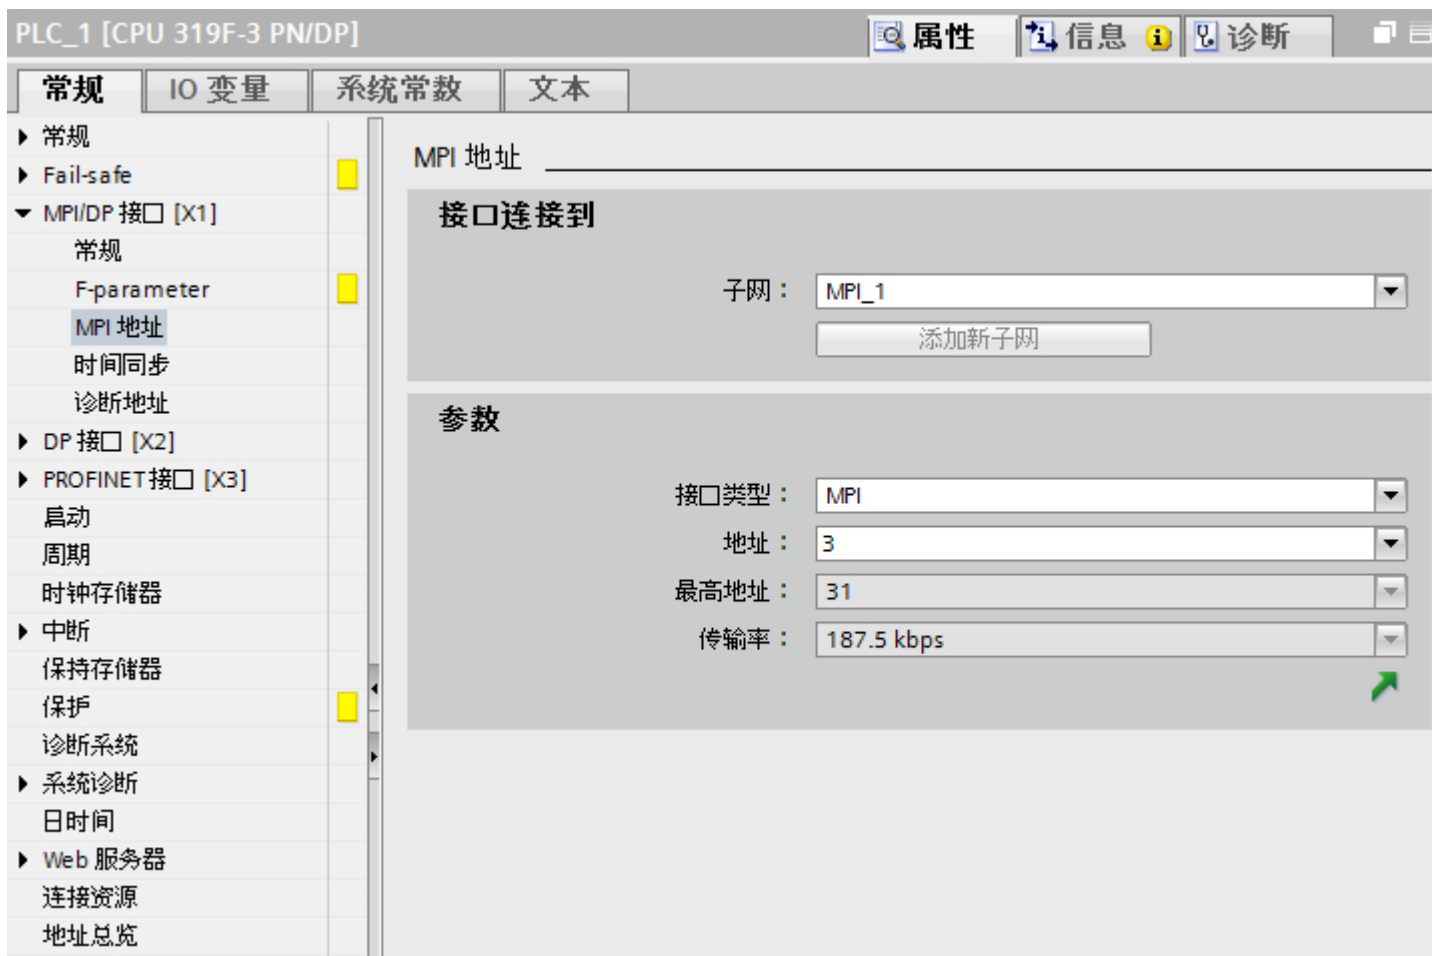 PLC_1 [CPU 319F-3 PN/DP]
属性
信息
诊断
常规
IO 变量
系统常数
文本
常规
Fail-safe
MPI/DP 接口 [X1]
常规
F-parameter
MPI 地址
时间同步
诊断地址
DP 接口 [X2]
PROFINET 接口 [X3]
启动
周期
时钟存储器
中断
保持存储器
保护
诊断系统
系统诊断
日时间
Web 服务器
连接资源
地址总览
MPI 地址
接口连接到
子网：
MPI_1
添加新子网
参数
接口类型：
MPI
地址：
3
最高地址：
31
传输率：
187.5 kbps